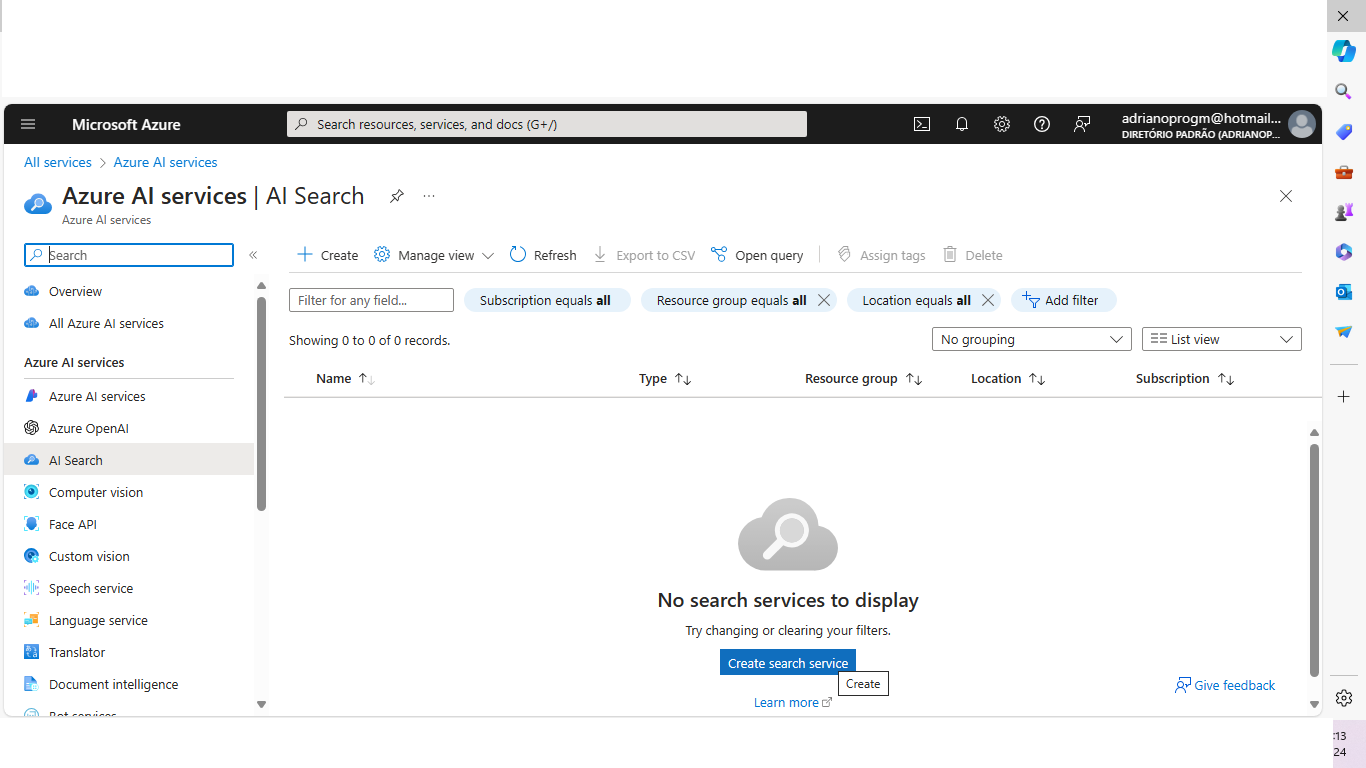 Microsoft Azure
Search resources, services, and docs (G+/)
adrianoprogm@hotmail...
DIRETÓRIO PADRÃO (ADRIANOP...
All services > Azure AI services
Azure AI services | AI Search
...
Azure AI services
Search
«
Create
Manage view
Refresh
Export to CSV
Open query
Assign tags
Delete
Overview
All Azure AI services
Azure AI services
Azure AI services
Azure OpenAI
AI Search
Computer vision
Face API
Custom vision
Speech service
Language service
Translator
Document intelligence
Bot services
Filter for any field...
Subscription equals all
Resource group equals all
Location equals all
Add filter
Showing 0 to 0 of 0 records.
No grouping
List view
Name
Type
Resource group
Location
Subscription
No search services to display
Try changing or clearing your filters.
Create search service
Create
Learn more
Give feedback
:13
24